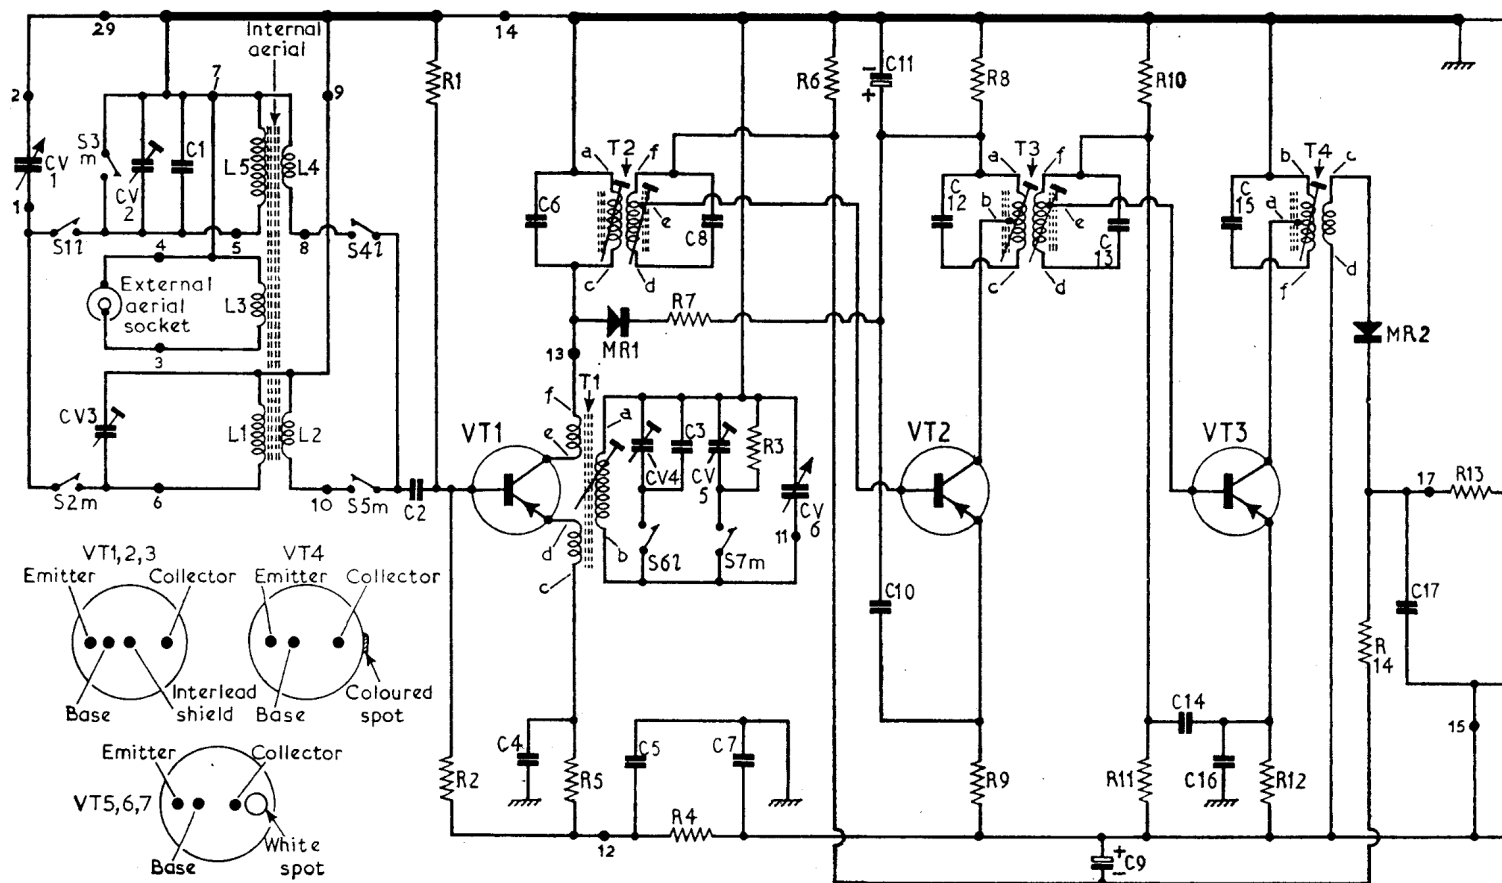 29
Internal
aerial
14
2
7
9
R1
R6
C11
-
+
R8
R10
CV
1
S3
m
CV
2
C1
L5
L4
1
S1l
4
5
8
S4l
a
T2
f
C6
e
C8
c
d
a
T3
f
C
12
b
e
C
13
c
d
b
T4
c
C
15
a
d
f
External
aerial
socket
L3
3
13
MR1
R7
MR2
T1
f
a
e
CV3
L1
L2
VT1
CV4
C3
CV
5
R3
CV
6
VT2
VT3
17
R13
S2m
6
10
S5m
C2
d
b
c
S6l
S7m
11
C10
C17
VT1,2,3
Emitter
Collector
Base
Interlead
shield
VT4
Emitter
Collector
Base
Coloured
spot
R
14
C14
15
C4
C5
C7
R2
R5
R9
R11
C16
R12
Emitter
Collector
VT5,6,7
Base
White
spot
R4
12
+
-
C9